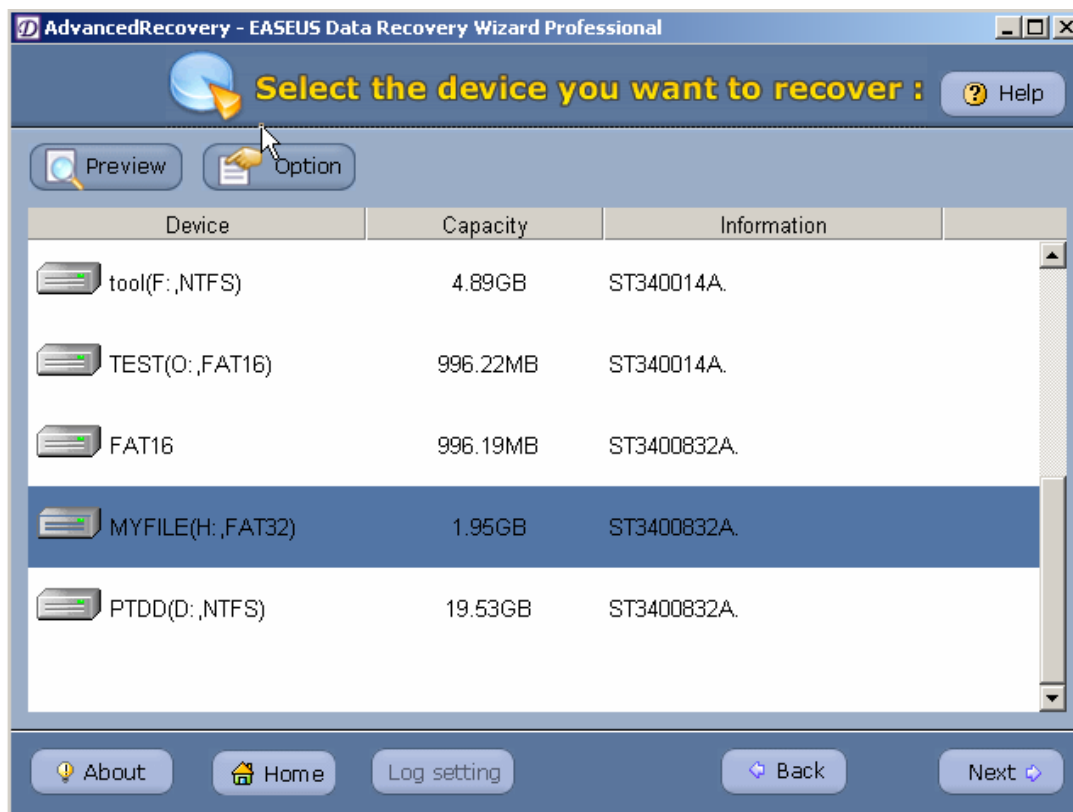 AdvancedRecovery - EASEUS Data Recovery Wizard Professional
Select the device you want to recover :
Help
Preview Option
Device Capacity Information
tool(F:,NTFS) 4.89GB ST340014A.
TEST(O:,FAT16) 996.22MB ST340014A.
FAT16 996.19MB ST3400832A.
MYFILE(H:,FAT32) 1.95GB ST3400832A.
PTDD(D:,NTFS) 19.53GB ST3400832A.
About Home Log setting Back Next